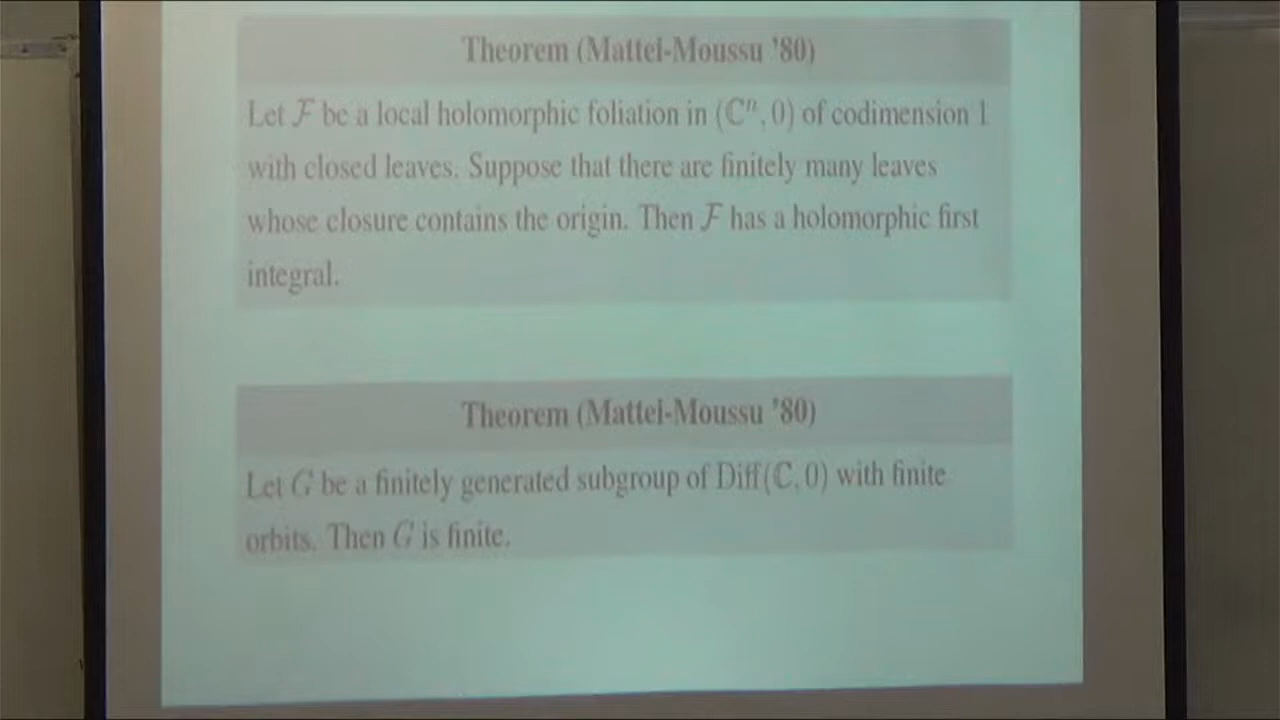 Theorem (Mattei-Moussu '80)
Let ℱ be a local holomorphic foliation in (ℂⁿ, 0) of codimension 1
with closed leaves. Suppose that there are finitely many leaves
whose closure contains the origin. Then ℱ has a holomorphic first
integral.
Theorem (Mattei-Moussu '80)
Let G be a finitely generated subgroup of Diff(ℂ, 0) with finite
orbits. Then G is finite.